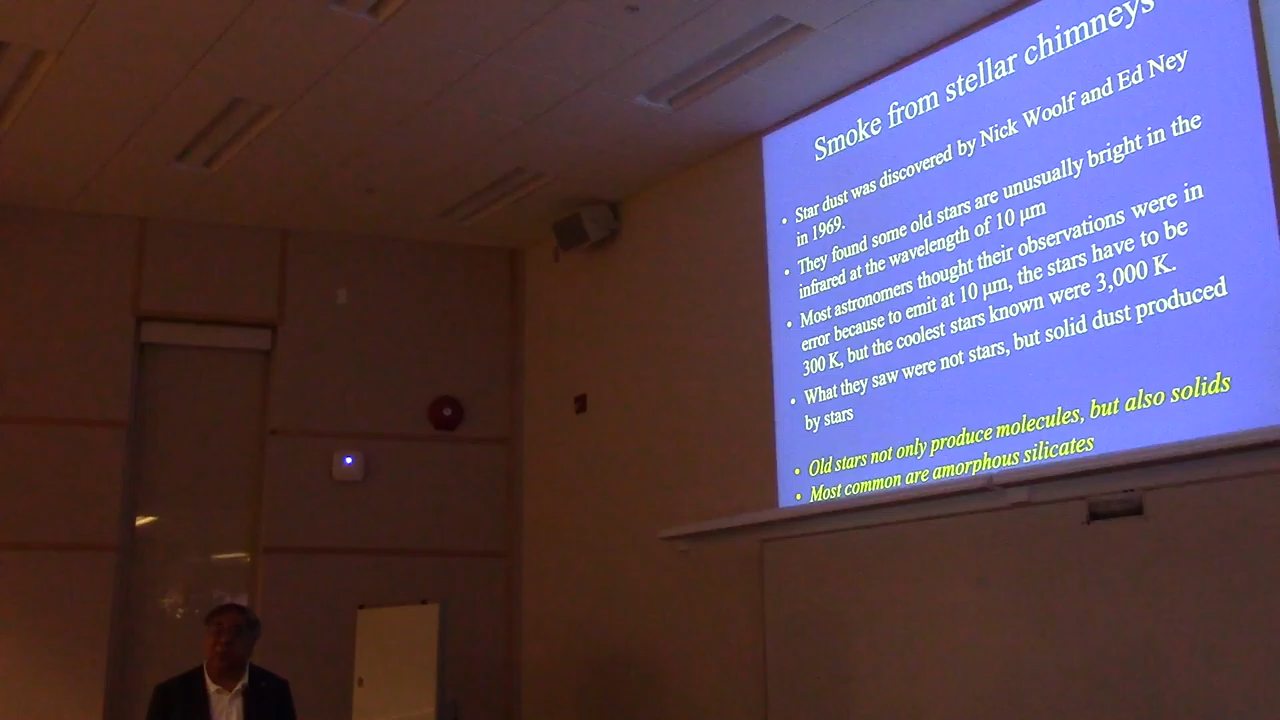 Smoke from stellar chimneys
• Star dust was discovered by Nick Woolf and Ed Ney
in 1969.
• They found some old stars are unusually bright in the
infrared at the wavelength of 10 μm
• Most astronomers thought their observations were in
error because to emit at 10 μm, the stars have to be
300 K, but the coolest stars known were 3,000 K.
• What they saw were not stars, but solid dust produced
by stars
• Old stars not only produce molecules, but also solids
• Most common are amorphous silicates